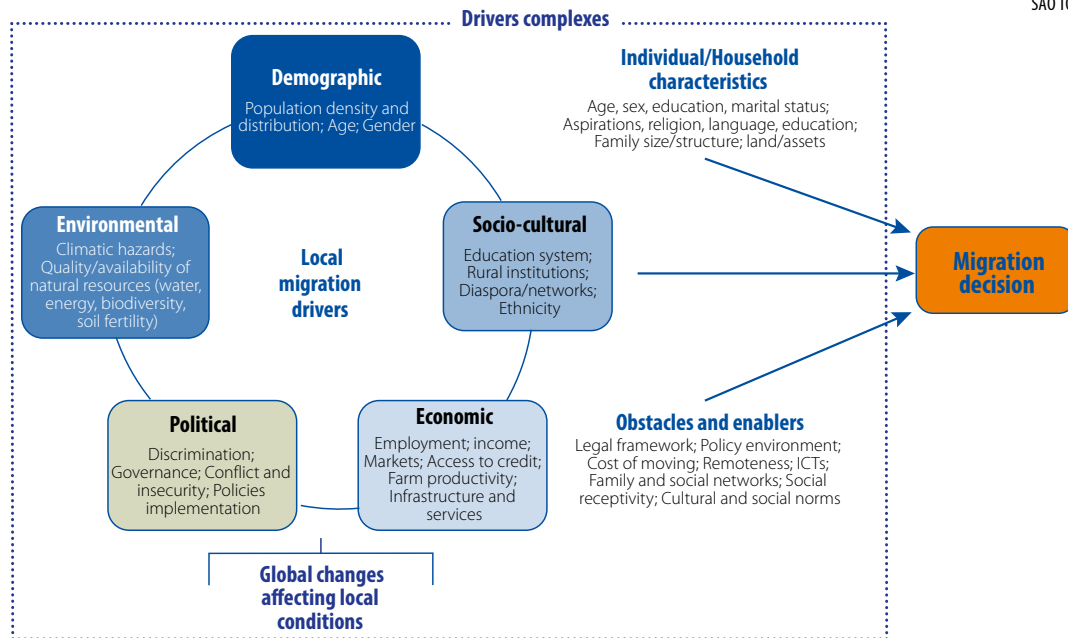 Drivers complexes
Demographic
Population density and
distribution; Age; Gender
Individual/Household
characteristics
Age, sex, education, marital status;
Aspirations, religion, language, education;
Family size/structure; land/assets
Environmental
Climatic hazards;
Quality/availability of
natural resources (water,
energy, biodiversity,
soil fertility)
Local
migration
drivers
Socio-cultural
Education system;
Rural institutions;
Diaspora/networks;
Ethnicity
Migration
decision
Political
Discrimination;
Governance; Conflict and
insecurity; Policies
implementation
Economic
Employment; income;
Markets; Access to credit;
Farm productivity;
Infrastructure and
services
Obstacles and enablers
Legal framework; Policy environment;
Cost of moving; Remoteness; ICTs;
Family and social networks; Social
receptivity; Cultural and social norms
Global changes
affecting local
conditions